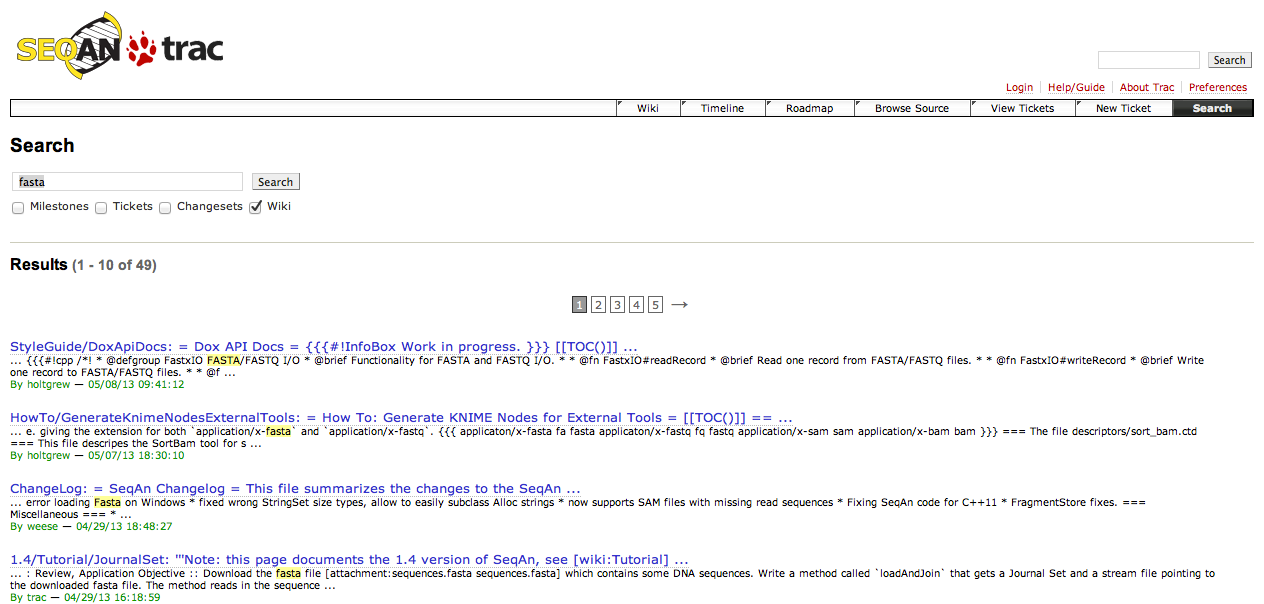 SEQAN trac
Search
Login Help/Guide About Trac Preferences
Wiki Timeline Roadmap Browse Source View Tickets New Ticket Search
Search
fasta Search
Milestones Tickets Changesets Wiki
Results (1 - 10 of 49)
1 2 3 4 5 →
StyleGuide/DoxApiDocs: = Dox API Docs = {{{#!InfoBox Work in progress. }}} [[TOC()]] ...
... {{{#!cpp /*! * @defgroup FastxIO FASTA/FASTQ I/O * @brief Functionality for FASTA and FASTQ I/O. * * @fn FastxIO#readRecord * @brief Read one record from FASTA/FASTQ files. * * @fn FastxIO#writeRecord * @brief Write
one record to FASTA/FASTQ files. * * @f ...
By holtgrew — 05/08/13 09:41:12
HowTo/GenerateKnimeNodesExternalTools: = How To: Generate KNIME Nodes for External Tools = [[TOC()]] == ...
... e. giving the extension for both `application/x-fasta` and `application/x-fastq`. {{{ applicaton/x-fasta fa fasta applicaton/x-fastq fq fastq application/x-sam sam application/x-bam bam }}} === The file descriptors/sort_bam.ctd
=== This file descripes the SortBam tool for s ...
By holtgrew — 05/07/13 18:30:10
ChangeLog: = SeqAn Changelog = This file summarizes the changes to the SeqAn ...
... error loading Fasta on Windows * fixed wrong StringSet size types, allow to easily subclass Alloc strings * now supports SAM files with missing read sequences * Fixing SeqAn code for C++11 * FragmentStore fixes. ===
Miscellaneous === * ...
By weese — 04/29/13 18:48:27
1.4/Tutorial/JournalSet: '''Note: this page documents the 1.4 version of SeqAn, see [wiki:Tutorial] ...
... : Review, Application Objective :: Download the fasta file [attachment:sequences.fasta sequences.fasta] which contains some DNA sequences. Write a method called `loadAndJoin` that gets a Journal Set and a stream file pointing to
the downloaded fasta file. The method reads in the sequence ...
By trac — 04/29/13 16:18:59